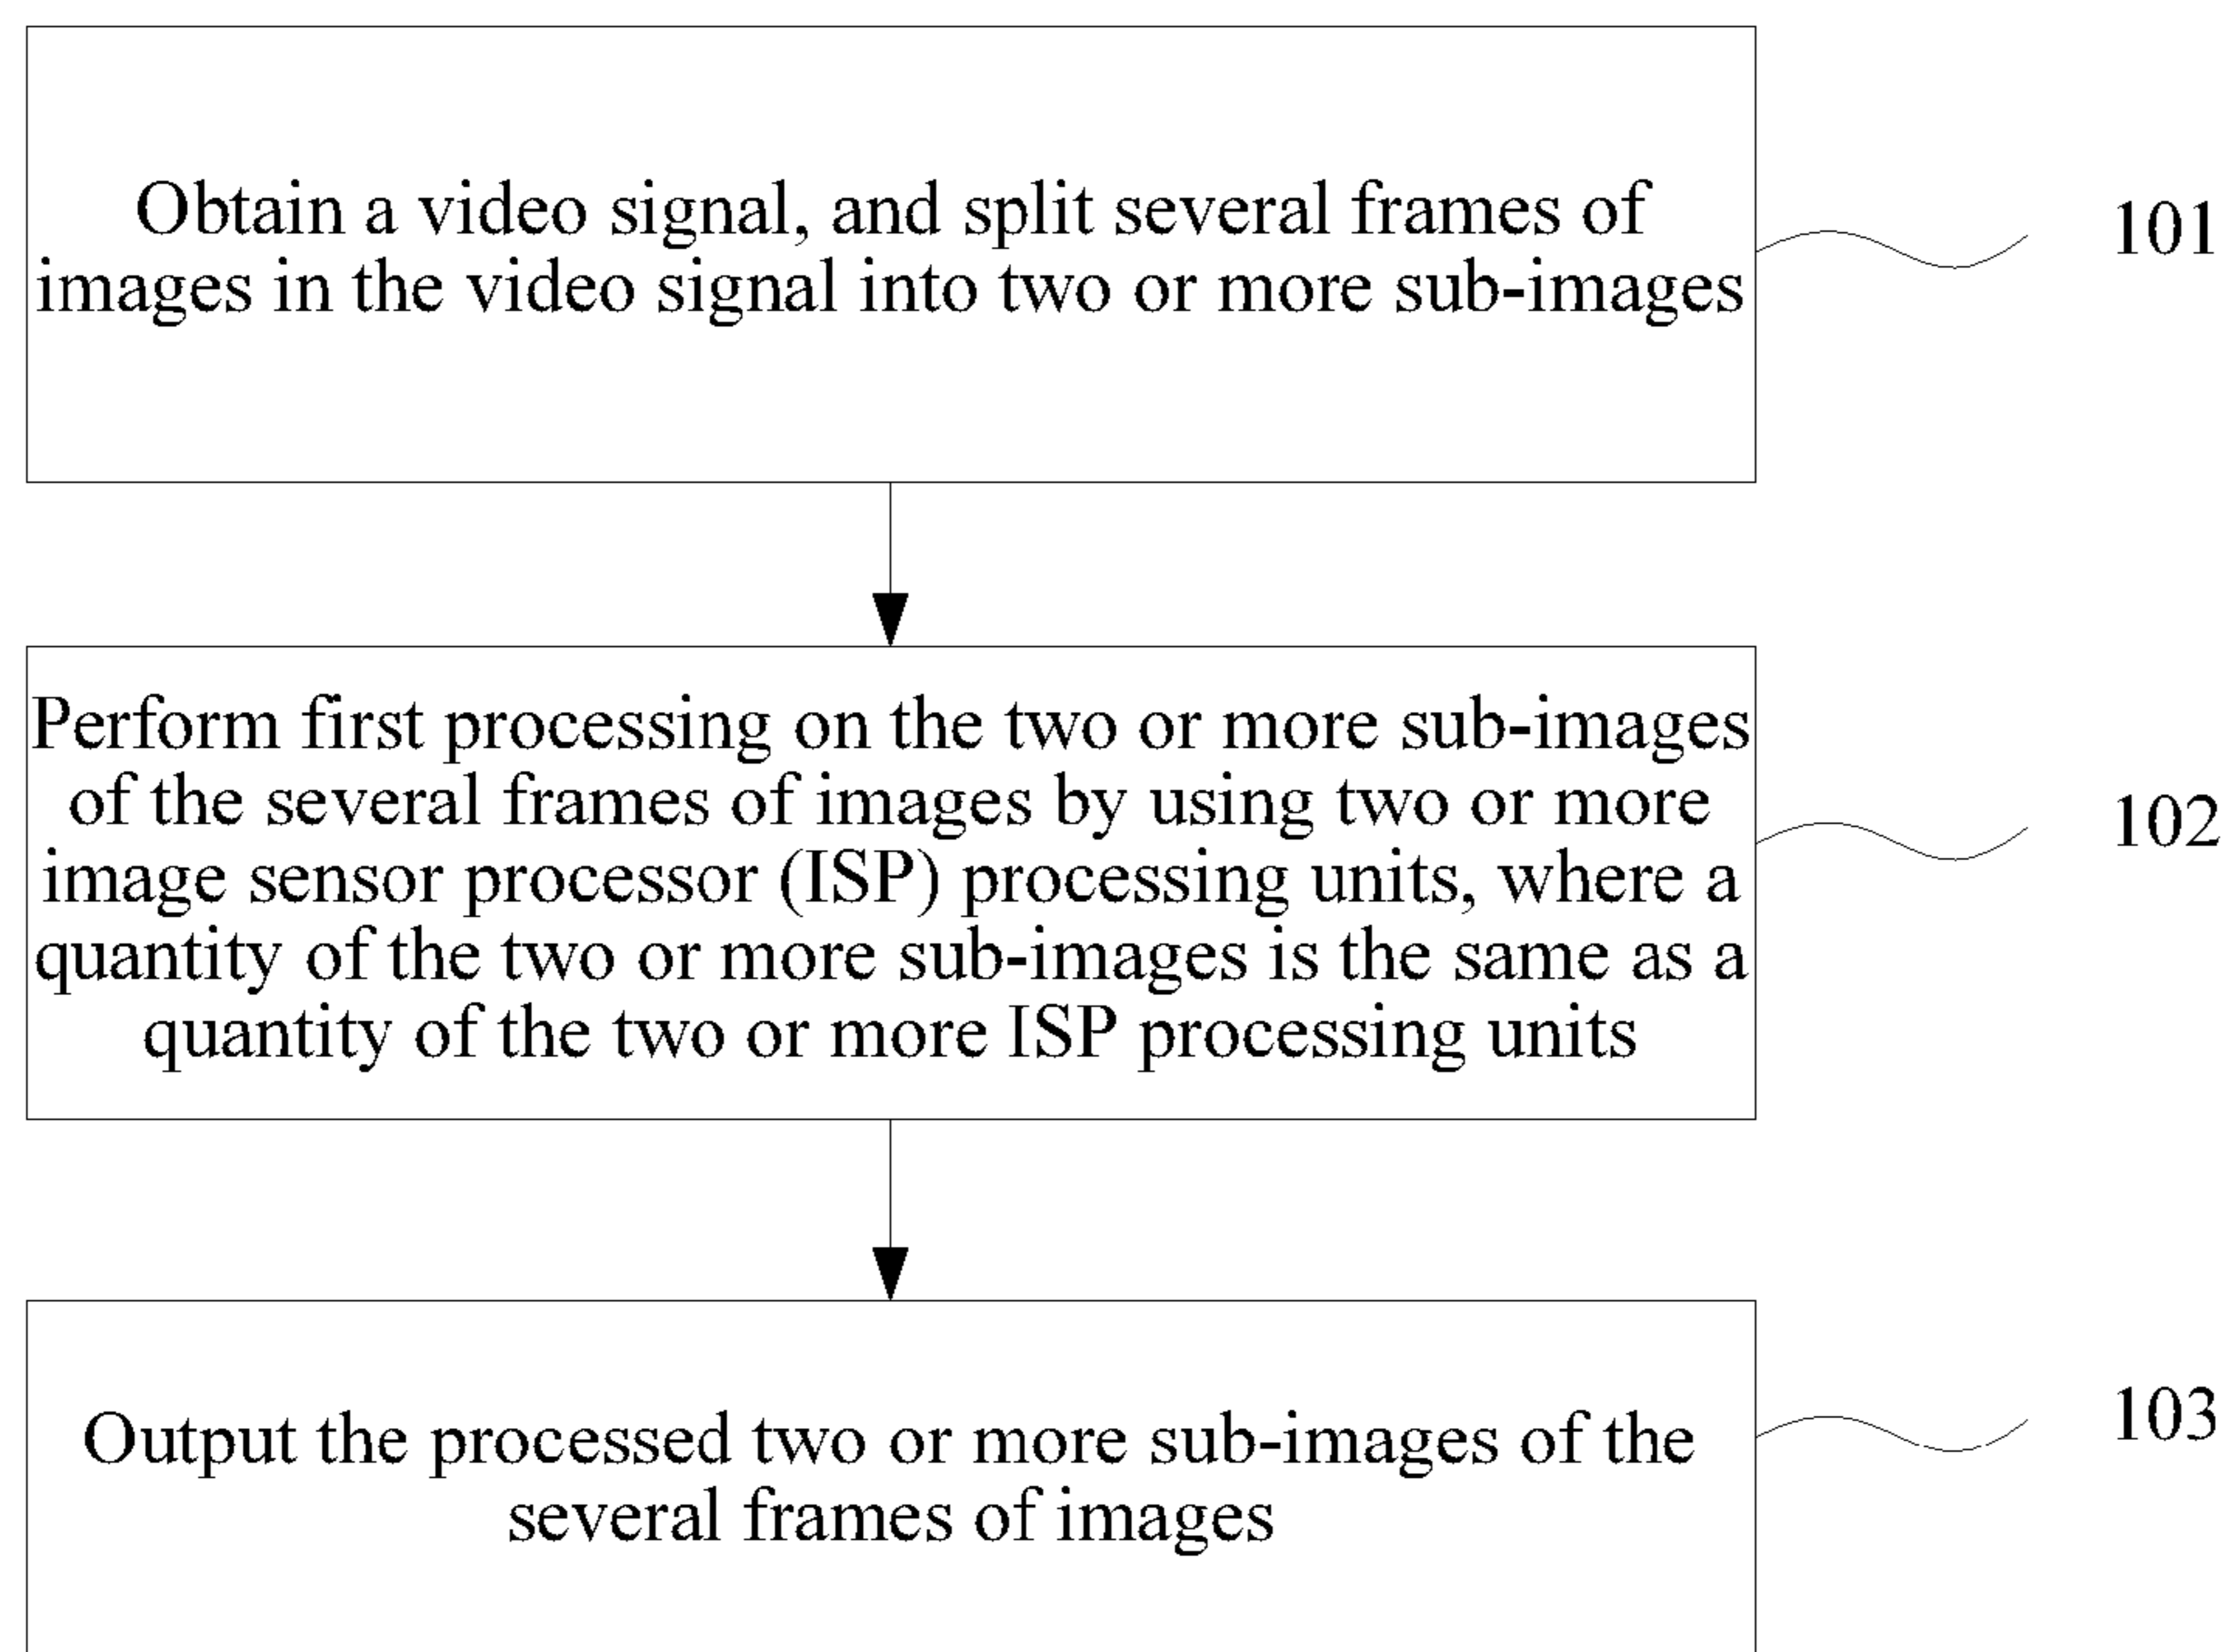 Obtain a video signal, and split several frames of
images in the video signal into two or more sub-images
101
Perform first processing on the two or more sub-images
of the several frames of images by using two or more
image sensor processor (ISP) processing units, where a
quantity of the two or more sub-images is the same as a
quantity of the two or more ISP processing units
102
Output the processed two or more sub-images of the
several frames of images
103